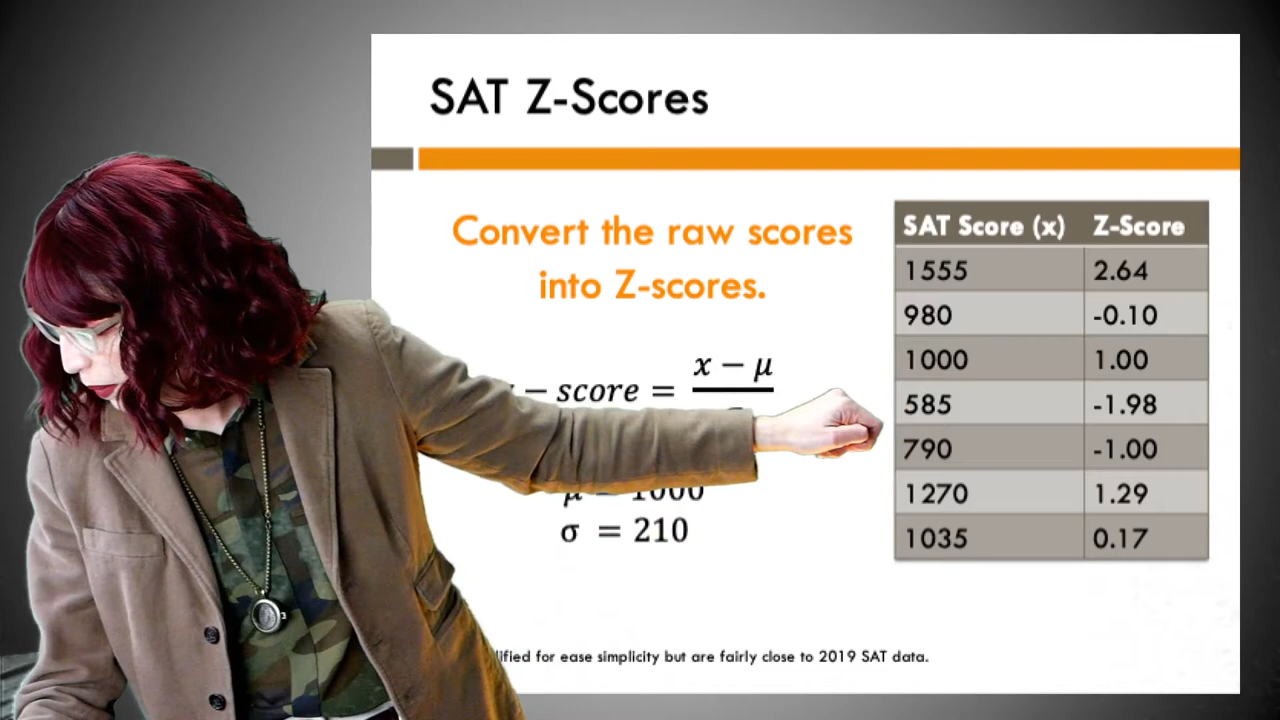 SAT Z-Scores
Convert the raw scores
into Z-scores.
− score = x − μ
μ = 1000
σ = 210
SAT Score (x) Z-Score
1555 2.64
980 -0.10
1000 1.00
585 -1.98
790 -1.00
1270 1.29
1035 0.17
for ease simplicity but are fairly close to 2019 SAT data.